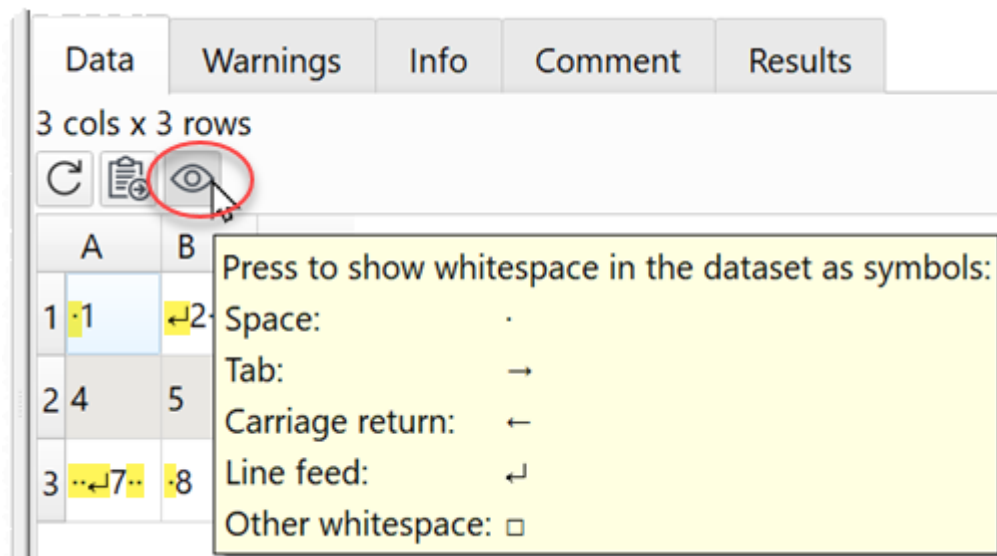 Data Warnings Info Comment Results
3 cols x 3 rows
A B
Press to show whitespace in the dataset as symbols:
1 ·1 ↵2·
Space: ·
Tab: →
2 4 5
Carriage return: ←
Line feed: ↵
3 ··↵7·· ·8
Other whitespace: □